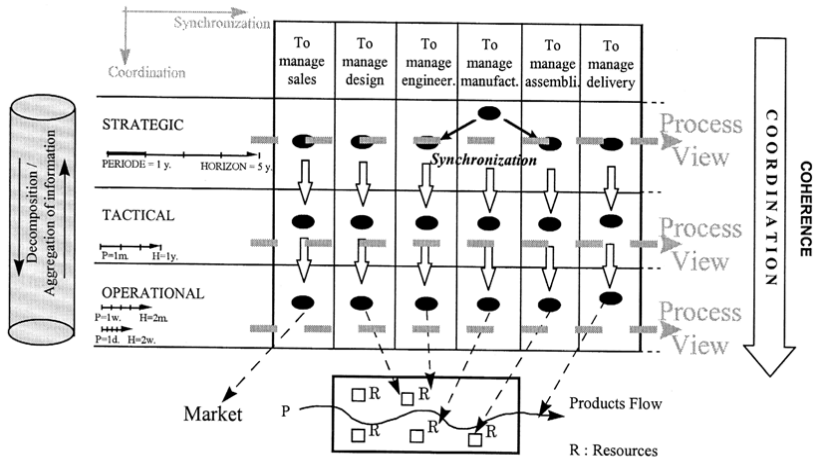 Synchronization
Coordination
To manage sales
To manage design
To manage engineer.
To manage manufact.
To manage assembli.
To manage delivery
STRATEGIC
PERIODE = 1 y.
HORIZON = 5 y.
Synchronization
Process View
TACTICAL
P=1m.
H=1y.
Process View
OPERATIONAL
P=1w.
H=2m.
P=1d.
H=2w.
Process View
Decomposition /
Aggregation of information
COORDINATION
COHERENCE
Market
P
R
R
R
R
R
Products Flow
R : Resources